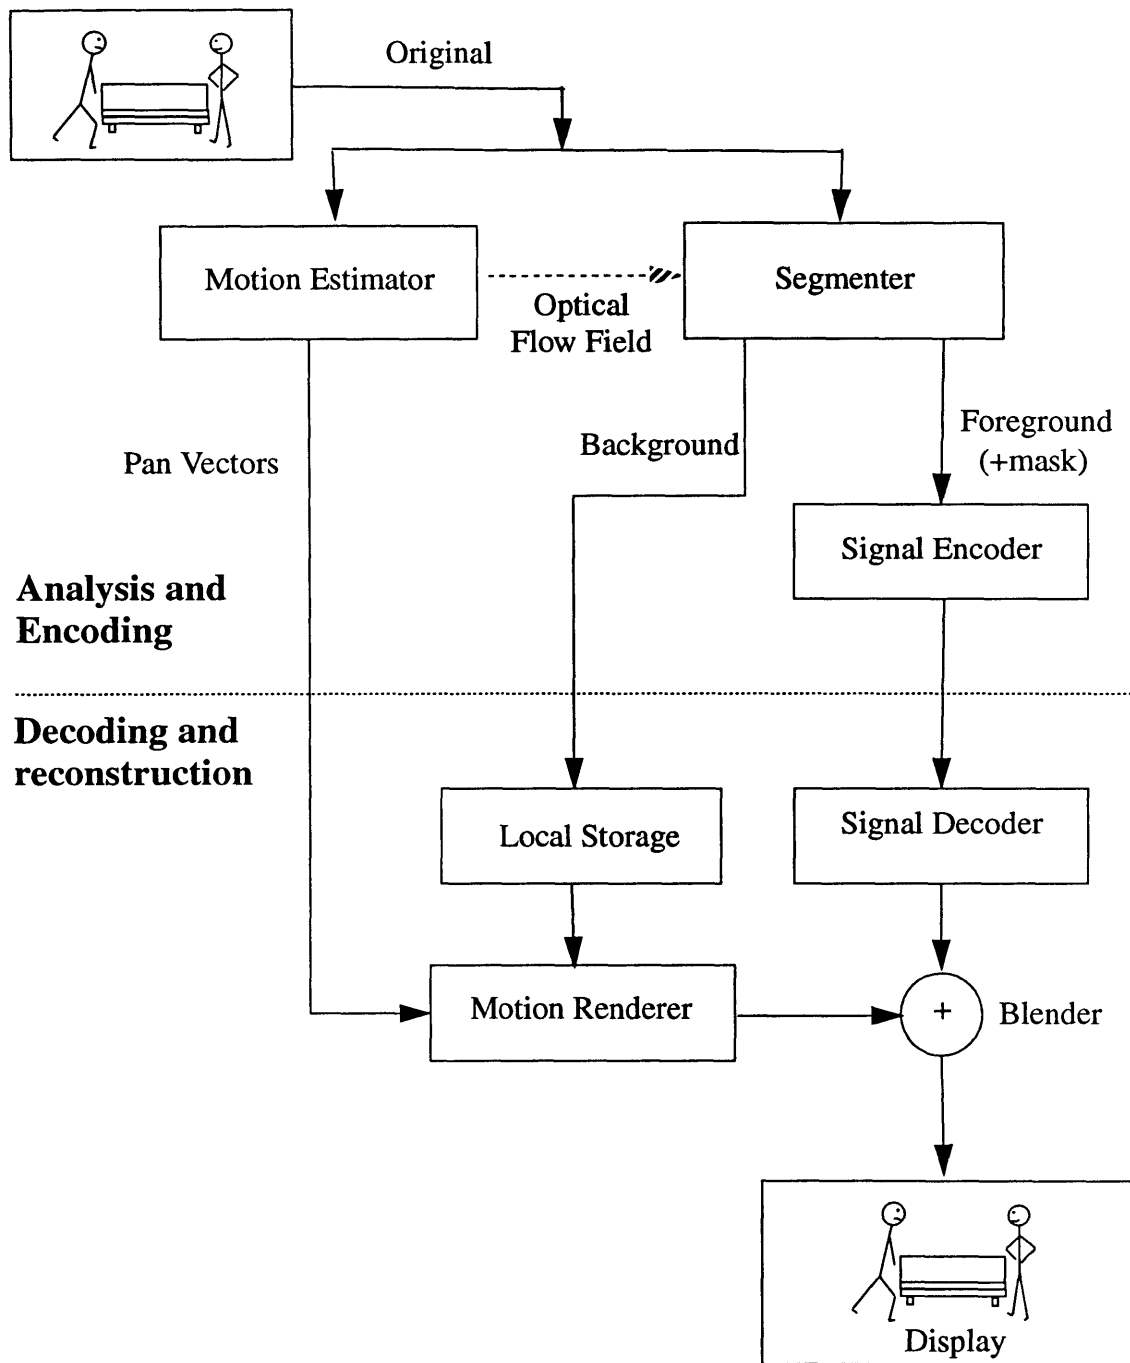 Original
Motion Estimator
Segmenter
Optical
Flow Field
Pan Vectors
Background
Foreground
(+mask)
Signal Encoder
Analysis and
Encoding
Decoding and
reconstruction
Local Storage
Signal Decoder
Motion Renderer
+
Blender
Display